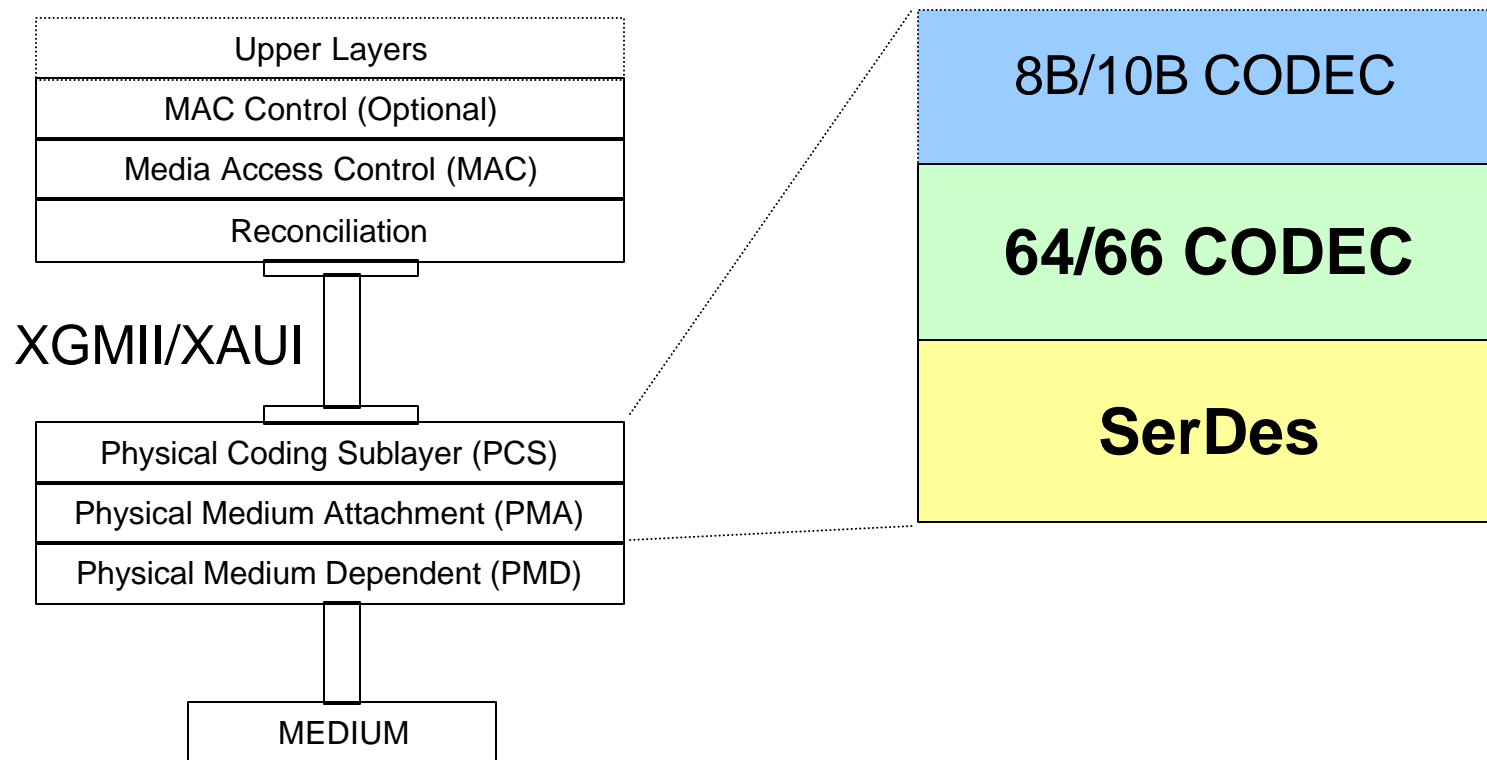 Upper Layers
MAC Control (Optional)
Media Access Control (MAC)
Reconciliation
XGMII/XAUI
Physical Coding Sublayer (PCS)
Physical Medium Attachment (PMA)
Physical Medium Dependent (PMD)
MEDIUM
8B/10B CODEC
64/66 CODEC
SerDes